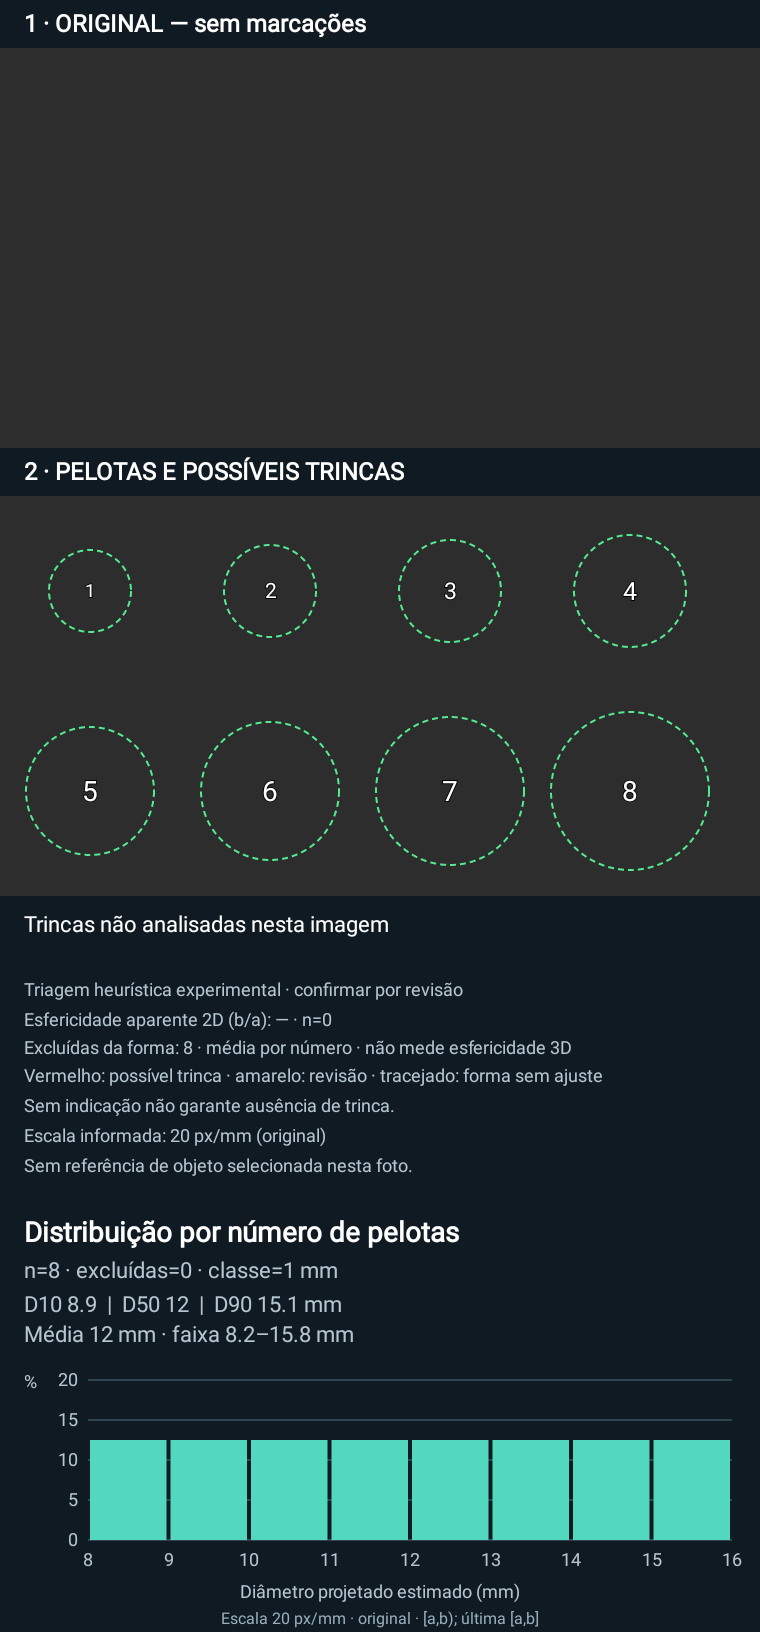 1 · ORIGINAL — sem marcações
2 · PELOTAS E POSSÍVEIS TRINCAS
1
2
3
4
5
6
7
8
Trincas não analisadas nesta imagem
Triagem heurística experimental · confirmar por revisão
Esfericidade aparente 2D (b/a): — · n=0
Excluídas da forma: 8 · média por número · não mede esfericidade 3D
Vermelho: possível trinca · amarelo: revisão · tracejado: forma sem ajuste
Sem indicação não garante ausência de trinca.
Escala informada: 20 px/mm (original)
Sem referência de objeto selecionada nesta foto.
Distribuição por número de pelotas
n=8 · excluídas=0 · classe=1 mm
D10 8.9 | D50 12 | D90 15.1 mm
Média 12 mm · faixa 8.2–15.8 mm
% 20
15
10
5
0
8 9 10 11 12 13 14 15 16
Diâmetro projetado estimado (mm)
Escala 20 px/mm · original · [a,b); última [a,b]